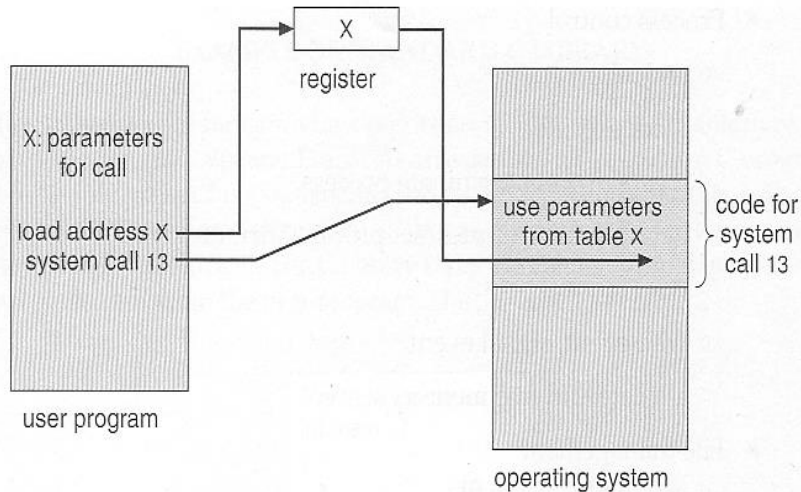 X
register
X: parameters
for call
load address X
system call 13
user program
use parameters
from table X
code for
system
call 13
operating system